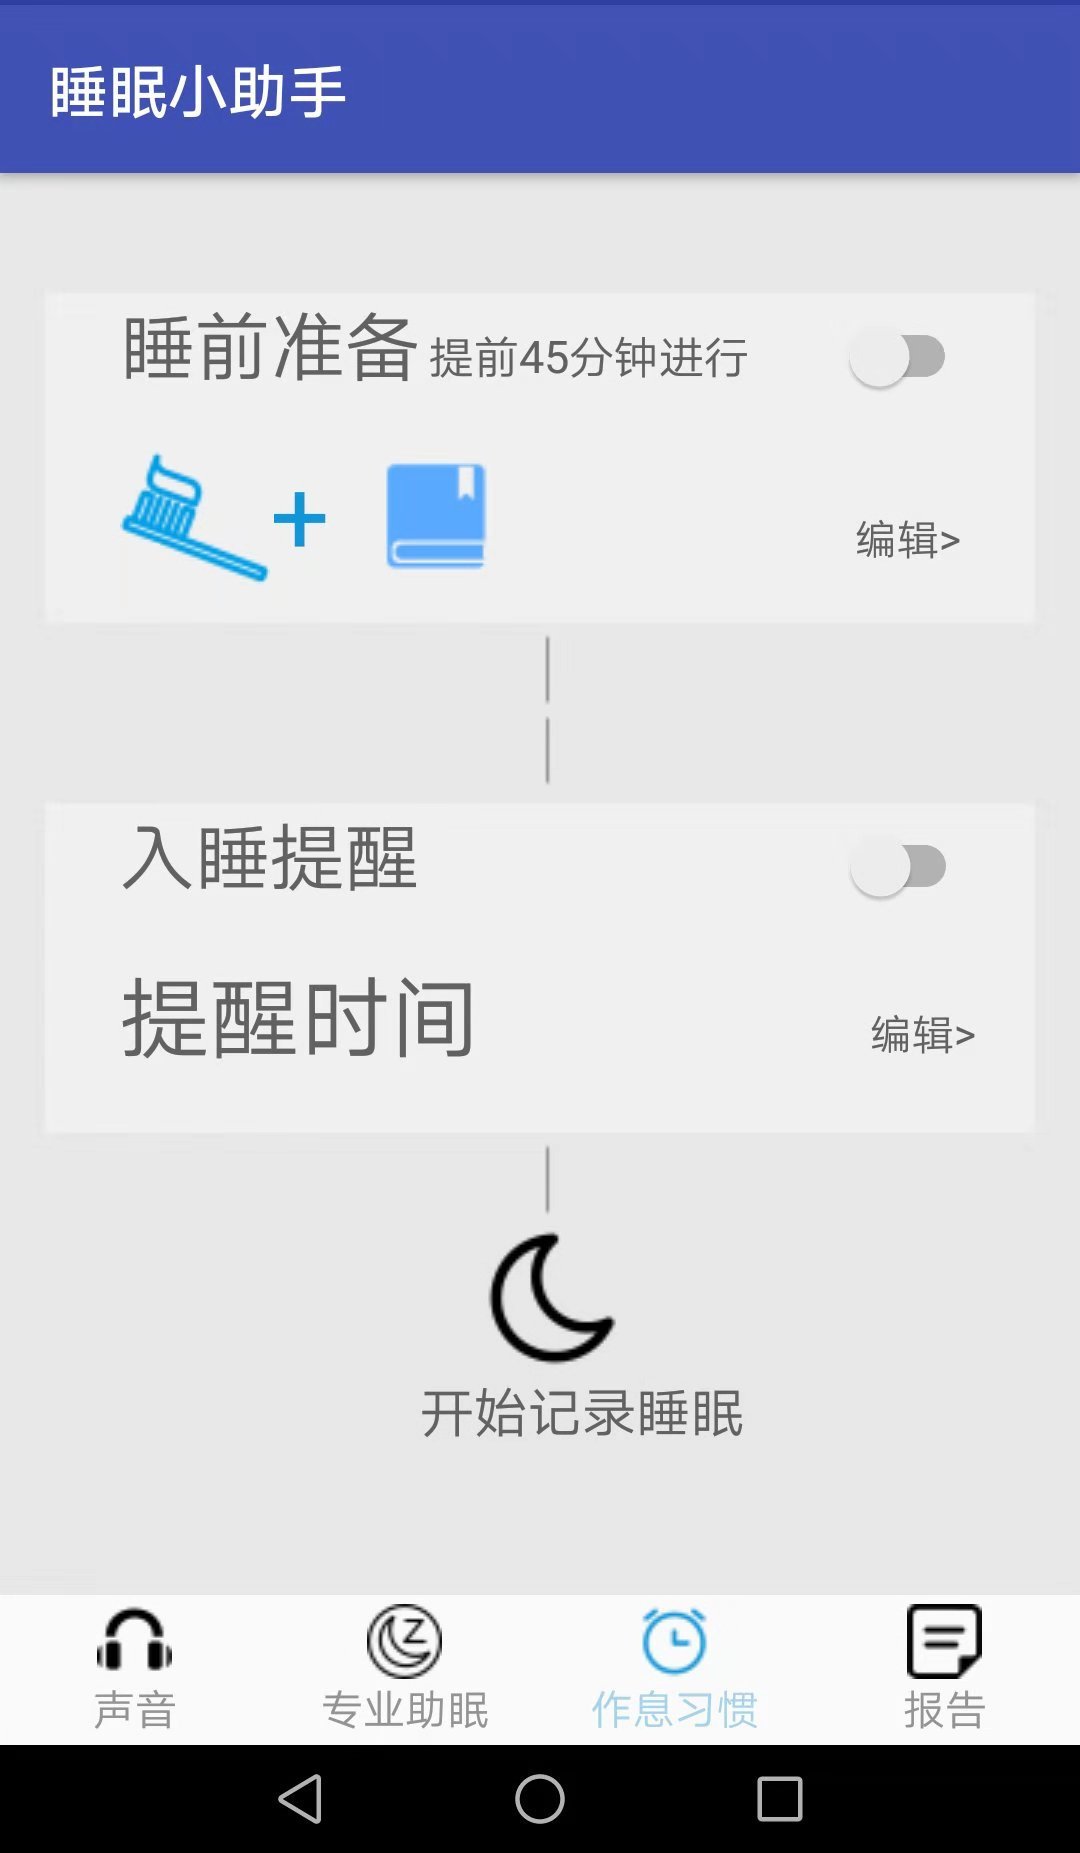 睡眠小助手
睡前准备 提前45分钟进行
编辑>
入睡提醒
提醒时间
编辑>
开始记录睡眠
声音
专业助眠
作息习惯
报告